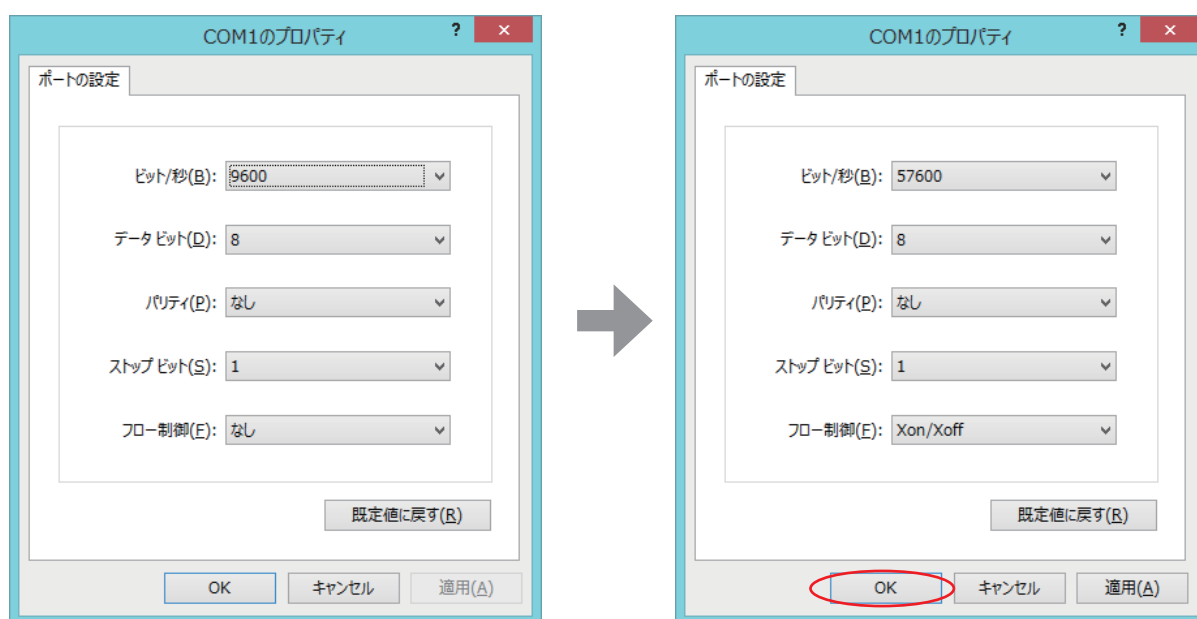 COM1のプロパティ
?
×
ポートの設定
ビット/秒(B): 9600
データ ビット(D): 8
パリティ(P): なし
ストップ ビット(S): 1
フロー制御(F): なし
既定値に戻す(R)
OK
キャンセル
適用(A)
COM1のプロパティ
?
×
ポートの設定
ビット/秒(B): 57600
データ ビット(D): 8
パリティ(P): なし
ストップ ビット(S): 1
フロー制御(F): Xon/Xoff
既定値に戻す(R)
OK
キャンセル
適用(A)